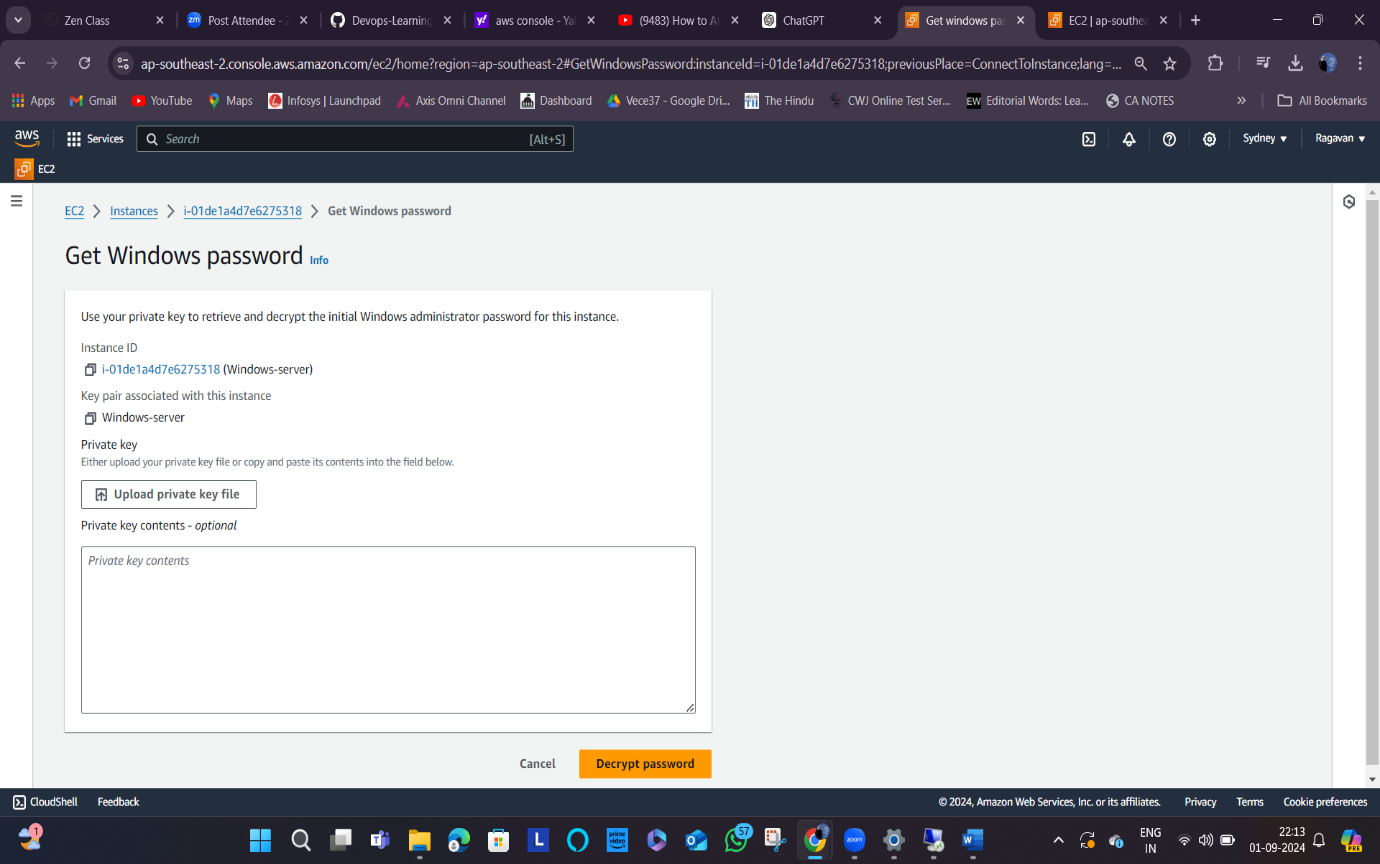 Zen Class
Post Attendee - Z
Devops-Learning
aws console - Ya
(9483) How to A
ChatGPT
Get windows pa
EC2 | ap-southea
ap-southeast-2.console.aws.amazon.com/ec2/home?region=ap-southeast-2#GetWindowsPassword:instanceId=i-01de1a4d7e6275318;previousPlace=ConnectToInstance;lang=...
Apps
Gmail
YouTube
Maps
Infosys | Launchpad
Axis Omni Channel
Dashboard
Vece37 - Google Dri...
The Hindu
CWJ Online Test Ser...
EW Editorial Words: Lea...
CA NOTES
All Bookmarks
aws
Services
Search
[Alt+S]
Sydney
Ragavan
EC2
EC2 > Instances > i-01de1a4d7e6275318 > Get Windows password
Get Windows password Info
Use your private key to retrieve and decrypt the initial Windows administrator password for this instance.
Instance ID
i-01de1a4d7e6275318 (Windows-server)
Key pair associated with this instance
Windows-server
Private key
Either upload your private key file or copy and paste its contents into the field below.
Upload private key file
Private key contents - optional
Private key contents
Cancel
Decrypt password
CloudShell
Feedback
© 2024, Amazon Web Services, Inc. or its affiliates.
Privacy
Terms
Cookie preferences
1
57
ENG
IN
22:13
01-09-2024